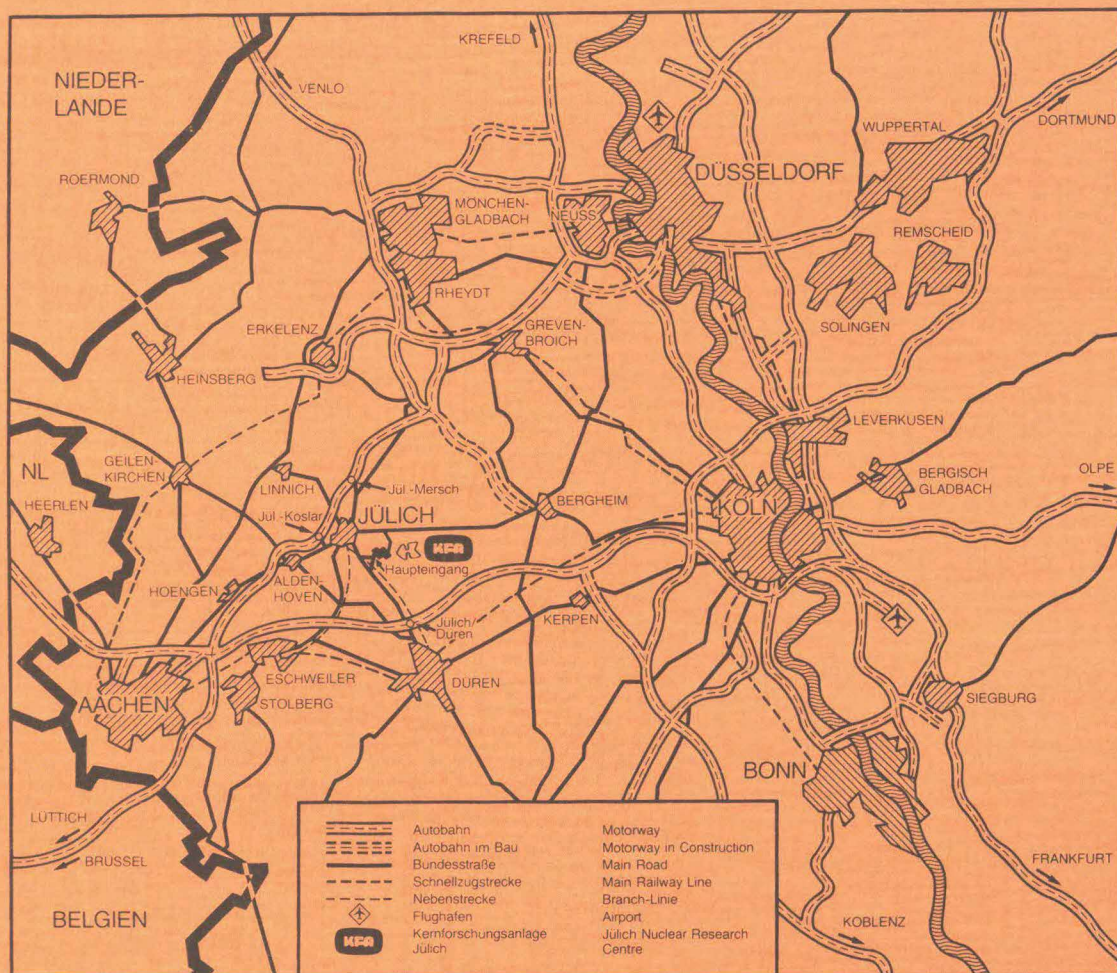 KREFELD
NIEDER-
LANDE
VENLO
DORTMUND
WUPPERTAL
DÜSSELDORF
ROERMOND
MÖNCHEN-
GLADBACH
NEUSS
REMSCHEID
RHEYDT
SOLINGEN
ERKELENZ
GREVEN-
BROICH
HEINSBERG
LEVERKUSEN
NL
GEILEN-
KIRCHEN
LINNICH
Jül.-Mersch
BERGHEIM
BERGISCH
GLADBACH
OLPE
HEERLEN
KÖLN
Jül.-Koslar
JÜLICH
KFA
Haupteingang
HOENGEN
ALDEN-
HOVEN
KERPEN
Jülich/
Düren
ESCHWEILER
DÜREN
AACHEN
STOLBERG
SIEGBURG
BONN
LÜTTICH
BRÜSSEL
FRANKFURT
BELGIEN
KOBLENZ
Autobahn Motorway
Autobahn im Bau Motorway in Construction
Bundesstraße Main Road
Schnellzugstrecke Main Railway Line
Nebenstrecke Branch-Linie
Flughafen Airport
KFA Kernforschungsanlage Jülich Nuclear Research
Jülich Centre